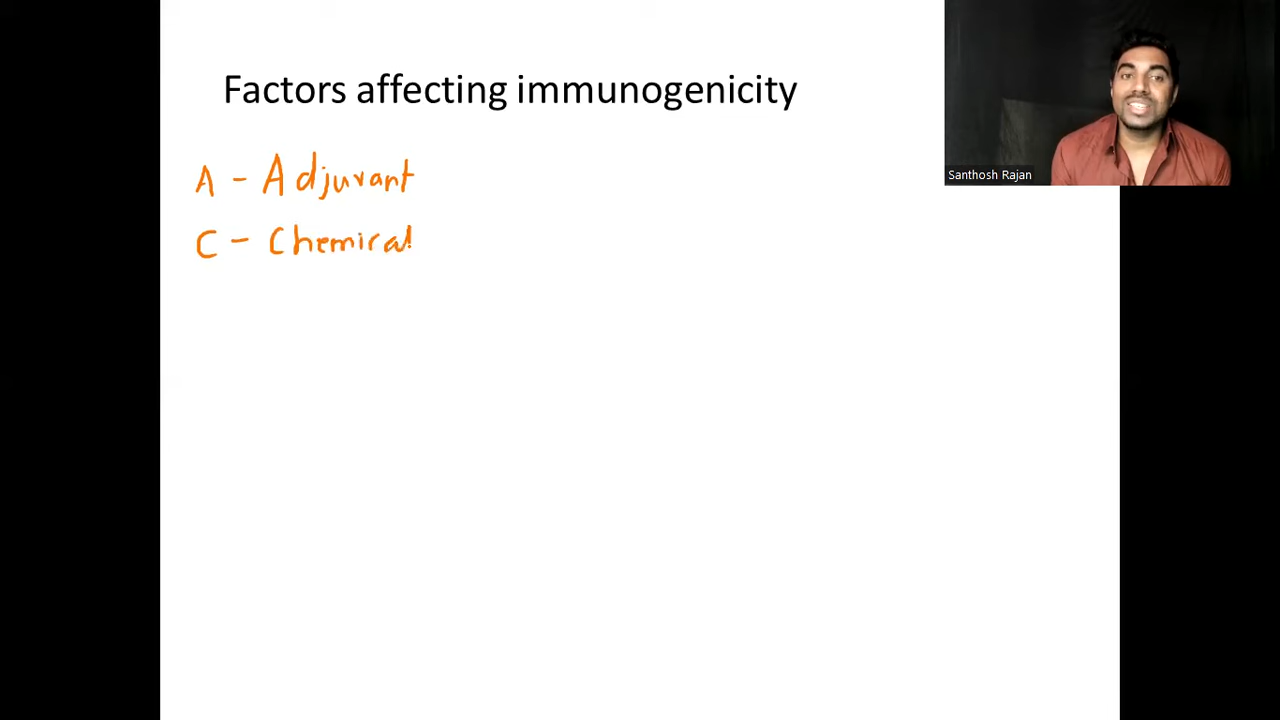 Factors affecting immunogenicity
A - Adjuvant
C - Chemical
Santhosh Rajan